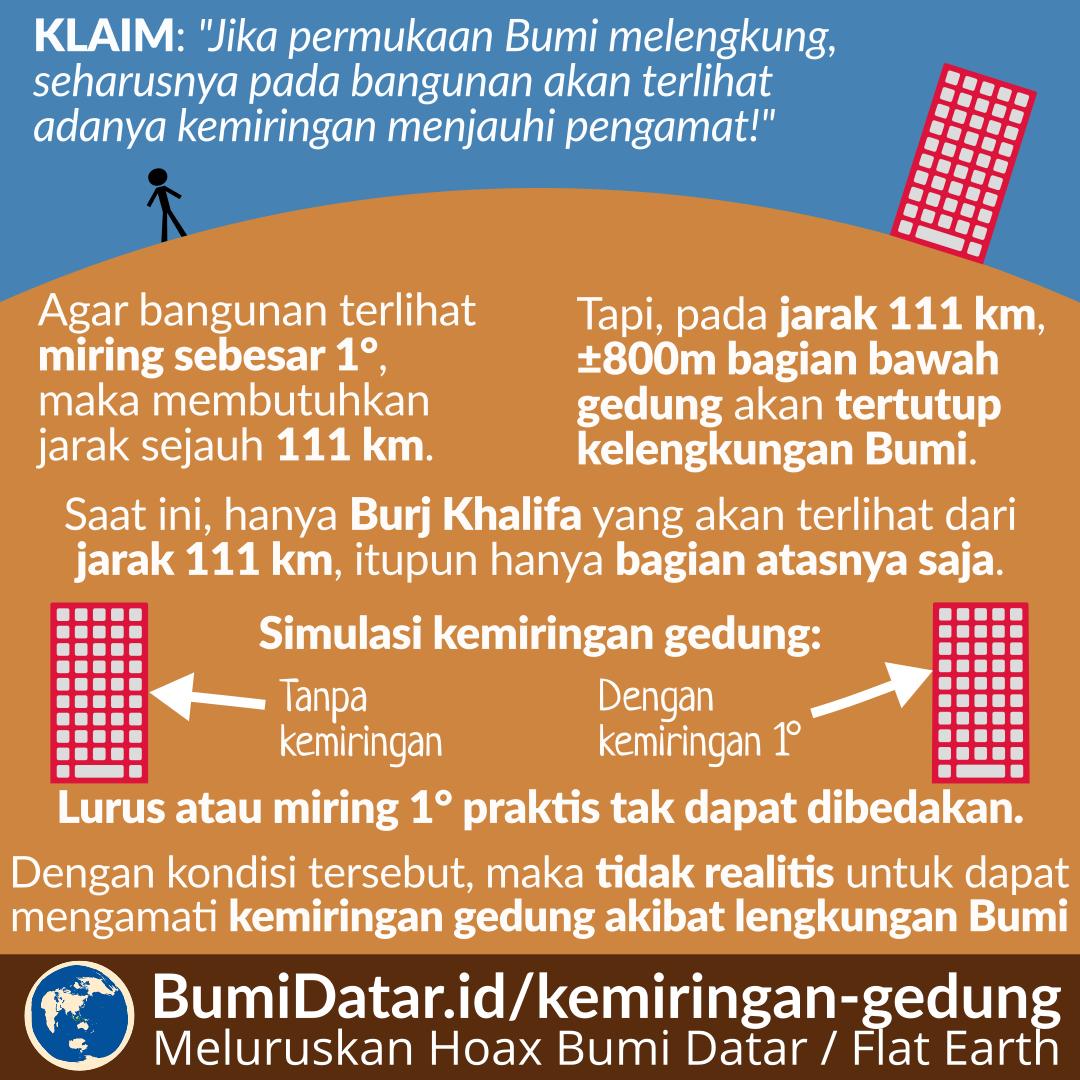 KLAIM: "Jika permukaan Bumi melengkung,
seharusnya pada bangunan akan terlihat
adanya kemiringan menjauhi pengamat!"
Agar bangunan terlihat
miring sebesar 1°,
maka membutuhkan
jarak sejauh 111 km.
Tapi, pada jarak 111 km,
±800m bagian bawah
gedung akan tertutup
kelengkungan Bumi.
Saat ini, hanya Burj Khalifa yang akan terlihat dari
jarak 111 km, itupun hanya bagian atasnya saja.
Simulasi kemiringan gedung:
Tanpa
kemiringan
Dengan
kemiringan 1°
Lurus atau miring 1° praktis tak dapat dibedakan.
Dengan kondisi tersebut, maka tidak realitis untuk dapat
mengamati kemiringan gedung akibat lengkungan Bumi
BumiDatar.id/kemiringan-gedung
Meluruskan Hoax Bumi Datar / Flat Earth